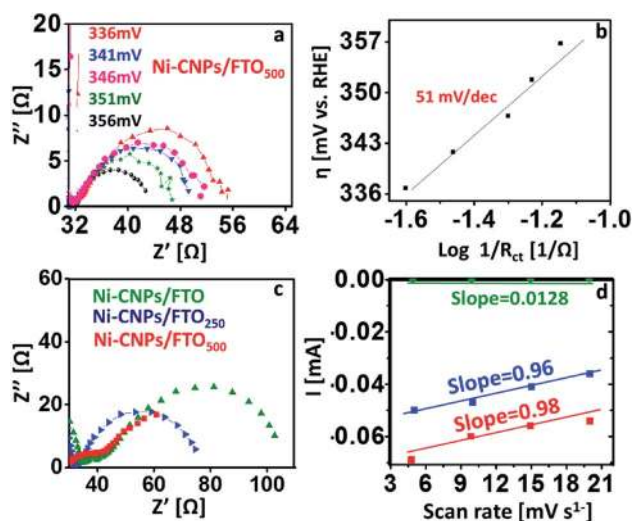 a
20
15
10
5
0
Z'' [Ω]
336mV
341mV
346mV
351mV
356mV
Ni-CNPs/FTO500
32 40 48 56 64
Z' [Ω]
b
357
350
343
336
η [mV vs. RHE]
51 mV/dec
-1.6 -1.4 -1.2 -1.0
Log 1/Rct [1/Ω]
c
60
40
20
0
Z'' [Ω]
Ni-CNPs/FTO
Ni-CNPs/FTO250
Ni-CNPs/FTO500
40 60 80 100
Z' [Ω]
d
0.00
-0.02
-0.04
-0.06
I [mA]
Slope=0.0128
Slope=0.96
Slope=0.98
3 6 9 12 15 18 21
Scan rate [mV s¹⁻]